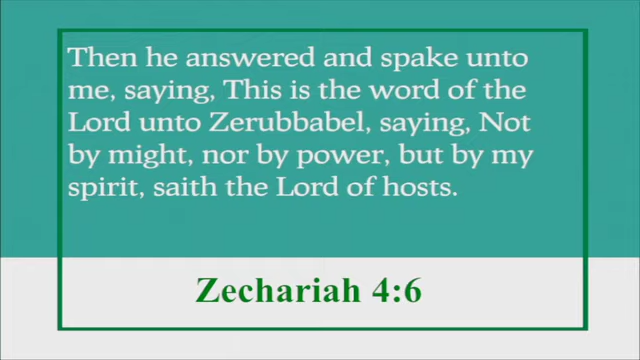 Then he answered and spake unto
me, saying, This is the word of the
Lord unto Zerubbabel, saying, Not
by might, nor by power, but by my
spirit, saith the Lord of hosts.
Zechariah 4:6